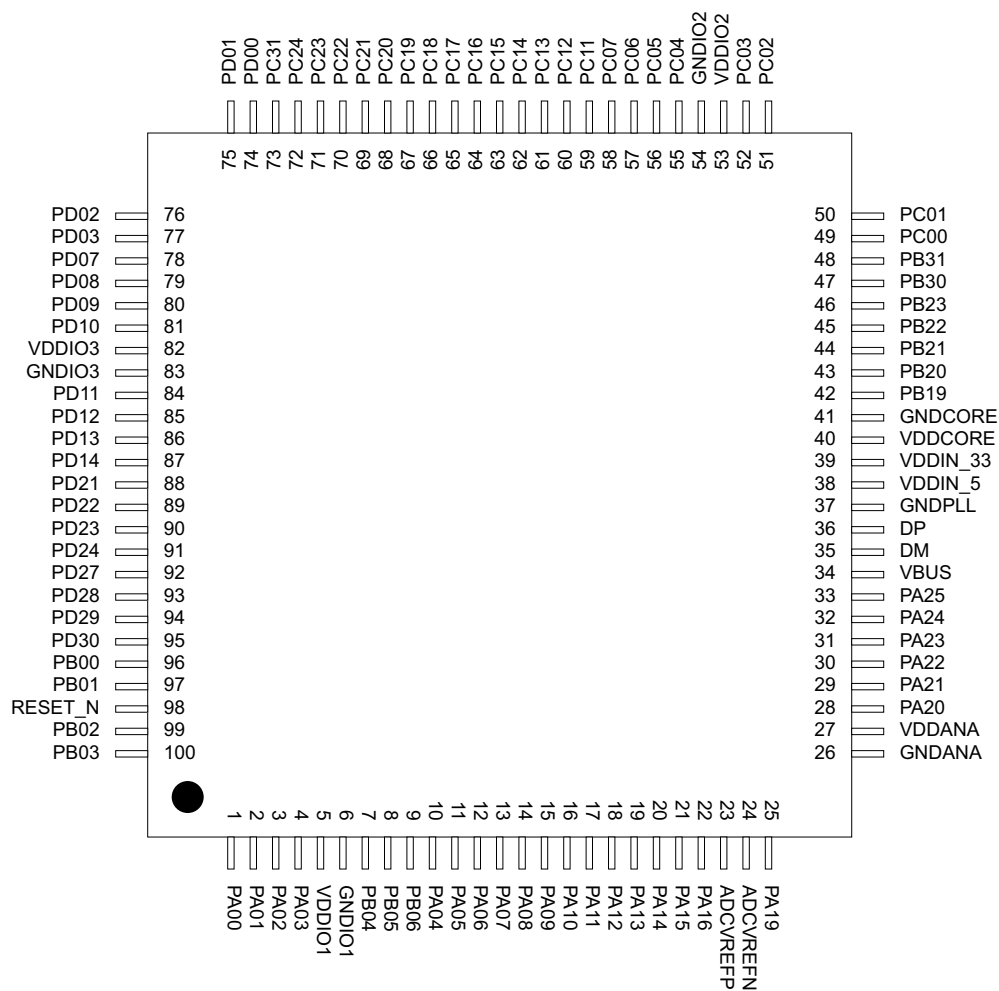 PD01 PD00 PC31 PC24 PC23 PC22 PC21 PC20 PC19 PC18 PC17 PC16 PC15 PC14 PC13 PC12 PC11 PC07 PC06 PC05 PC04 GNDIO2 VDDIO2 PC03 PC02
75 74 73 72 71 70 69 68 67 66 65 64 63 62 61 60 59 58 57 56 55 54 53 52 51
PD02 76 50 PC01
PD03 77 49 PC00
PD07 78 48 PB31
PD08 79 47 PB30
PD09 80 46 PB23
PD10 81 45 PB22
VDDIO3 82 44 PB21
GNDIO3 83 43 PB20
PD11 84 42 PB19
PD12 85 41 GNDCORE
PD13 86 40 VDDCORE
PD14 87 39 VDDIN_33
PD21 88 38 VDDIN_5
PD22 89 37 GNDPLL
PD23 90 36 DP
PD24 91 35 DM
PD27 92 34 VBUS
PD28 93 33 PA25
PD29 94 32 PA24
PD30 95 31 PA23
PB00 96 30 PA22
PB01 97 29 PA21
RESET_N 98 28 PA20
PB02 99 27 VDDANA
PB03 100 26 GNDANA
1 2 3 4 5 6 7 8 9 10 11 12 13 14 15 16 17 18 19 20 21 22 23 24 25
PA00 PA01 PA02 PA03 VDDIO1 GNDIO1 PB04 PB05 PB06 PA04 PA05 PA06 PA07 PA08 PA09 PA10 PA11 PA12 PA13 PA14 PA15 PA16 ADCVREFP ADCVREFN PA19